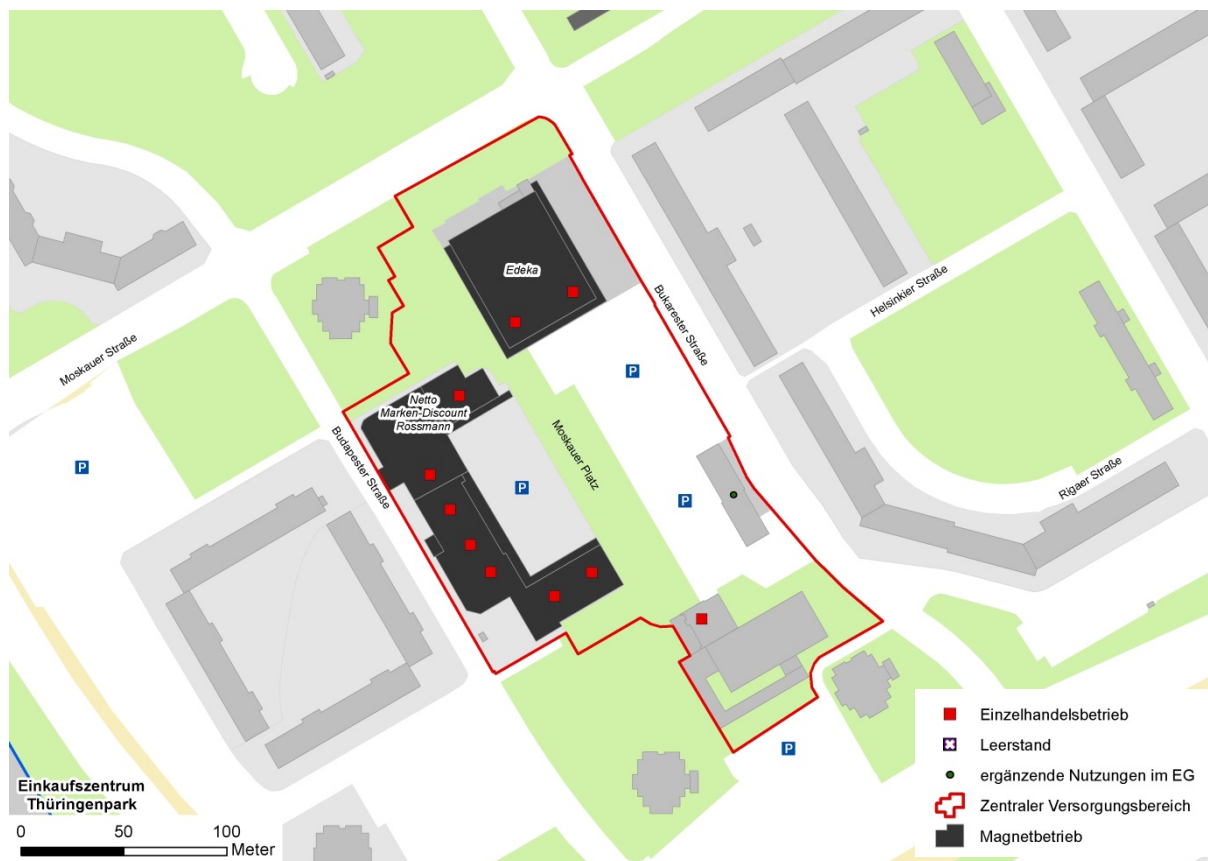 Edeka
Moskauer Straße
Bukarester Straße
Helsinkier Straße
P
Netto
Marken-Discount
Rossmann
Budapester Straße
Moskauer Platz
P
P
P
Rigaer Straße
P
Einkaufszentrum
Thüringenpark
0 50 100
Meter
Einzelhandelsbetrieb
Leerstand
ergänzende Nutzungen im EG
Zentraler Versorgungsbereich
Magnetbetrieb